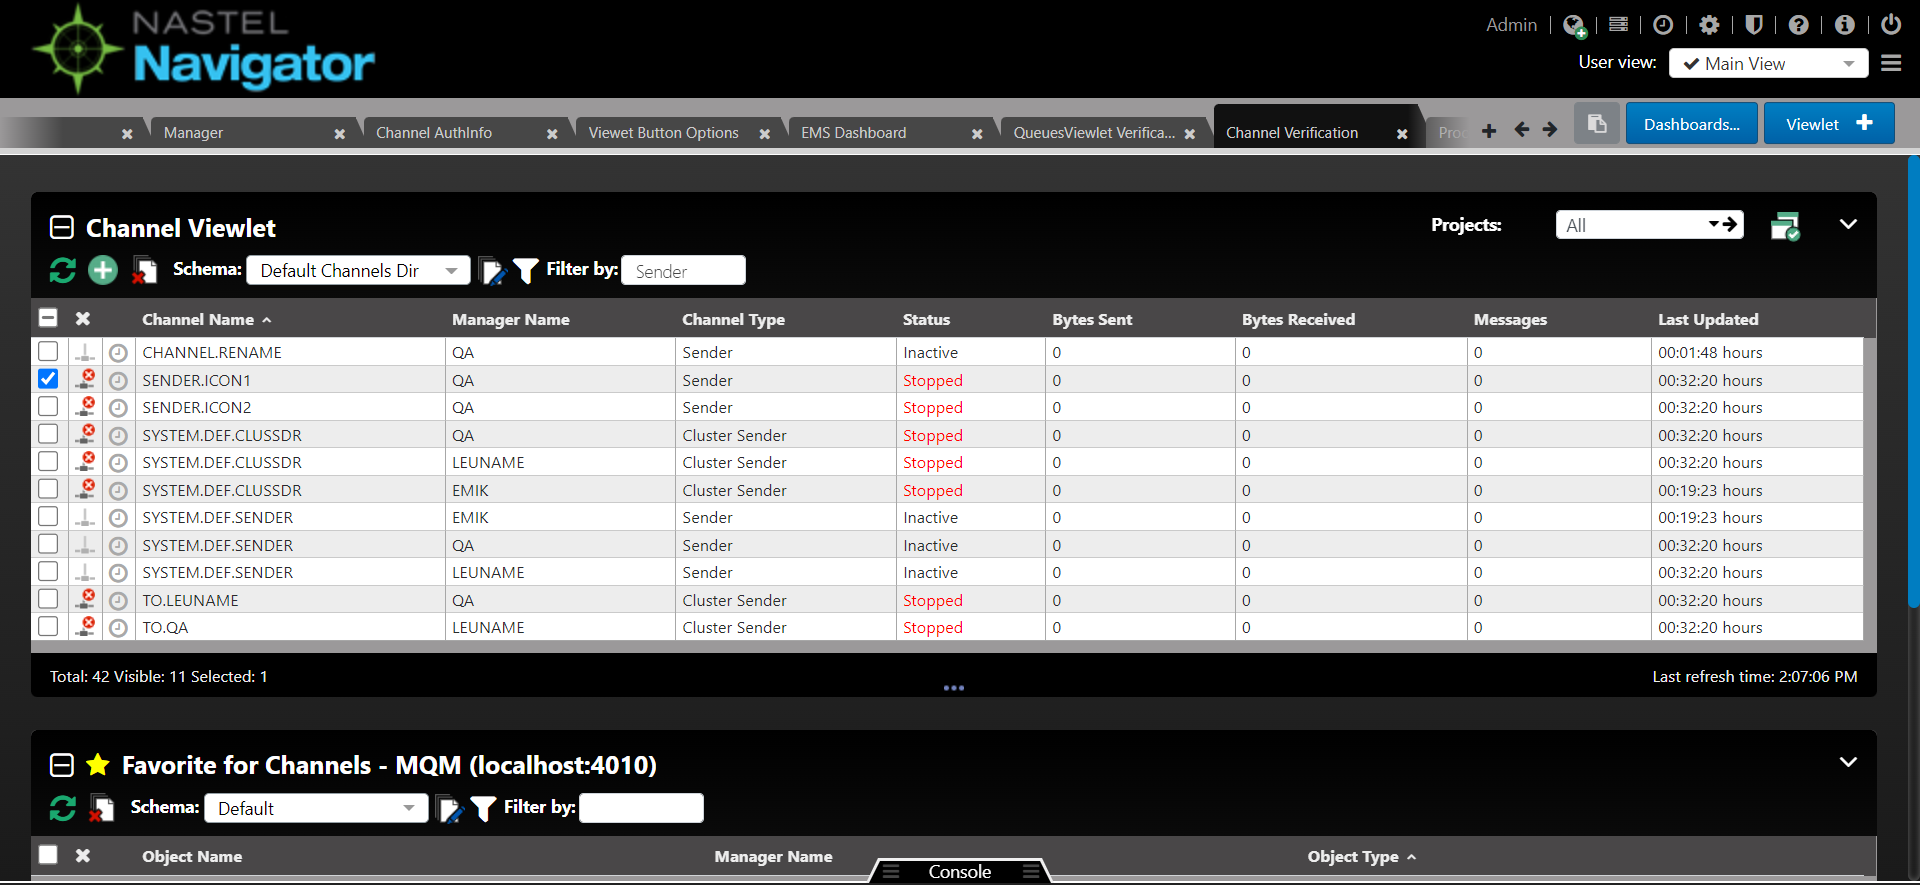 NASTEL
Navigator
Admin
User view: Main View
Manager
Channel AuthInfo
Viewet Button Options
EMS Dashboard
QueuesViewlet Verifica...
Channel Verification
Dashboards...
Viewlet
Channel Viewlet
Projects: All
Schema: Default Channels Dir Filter by: Sender
Channel Name Manager Name Channel Type Status Bytes Sent Bytes Received Messages Last Updated
CHANNEL.RENAME QA Sender Inactive 0 0 0 00:01:48 hours
SENDER.ICON1 QA Sender Stopped 0 0 0 00:32:20 hours
SENDER.ICON2 QA Sender Stopped 0 0 0 00:32:20 hours
SYSTEM.DEF.CLUSSDR QA Cluster Sender Stopped 0 0 0 00:32:20 hours
SYSTEM.DEF.CLUSSDR LEUNAME Cluster Sender Stopped 0 0 0 00:32:20 hours
SYSTEM.DEF.CLUSSDR EMIK Cluster Sender Stopped 0 0 0 00:19:23 hours
SYSTEM.DEF.SENDER EMIK Sender Inactive 0 0 0 00:19:23 hours
SYSTEM.DEF.SENDER QA Sender Inactive 0 0 0 00:32:20 hours
SYSTEM.DEF.SENDER LEUNAME Sender Inactive 0 0 0 00:32:20 hours
TO.LEUNAME QA Cluster Sender Stopped 0 0 0 00:32:20 hours
TO.QA LEUNAME Cluster Sender Stopped 0 0 0 00:32:20 hours
Total: 42 Visible: 11 Selected: 1
Last refresh time: 2:07:06 PM
Favorite for Channels - MQM (localhost:4010)
Schema: Default Filter by:
Object Name Manager Name Object Type
Console